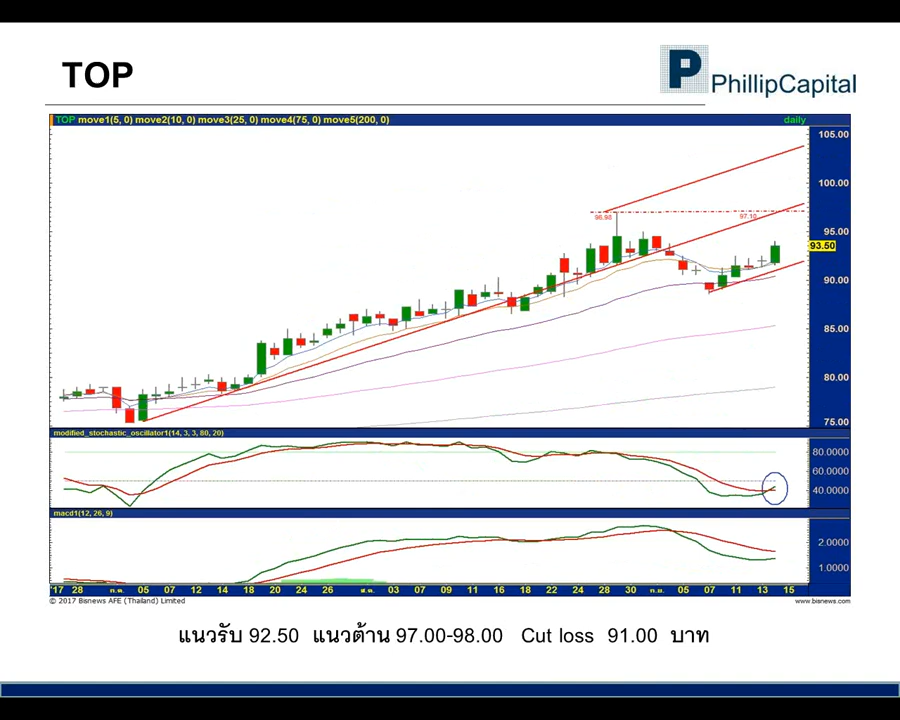 TOP
P PhillipCapital
TOP move1(5, 0) move2(10, 0) move3(25, 0) move4(75, 0) move5(200, 0) daily
105.00
100.00
96.98 97.10
95.00
93.50
90.00
85.00
80.00
75.00
modified_stochastic_oscillator1(14, 3, 3, 80, 20)
80.0000
60.0000
40.0000
macd1(12, 26, 9)
2.0000
1.0000
'17 28 ก.ค. 05 07 12 14 18 20 24 26 ส.ค. 03 07 09 11 16 18 22 24 28 30 ก.ย. 05 07 11 13 15
© 2017 Bisnews AFE (Thailand) Limited www.bisnews.com
แนวรับ 92.50 แนวต้าน 97.00-98.00 Cut loss 91.00 บาท